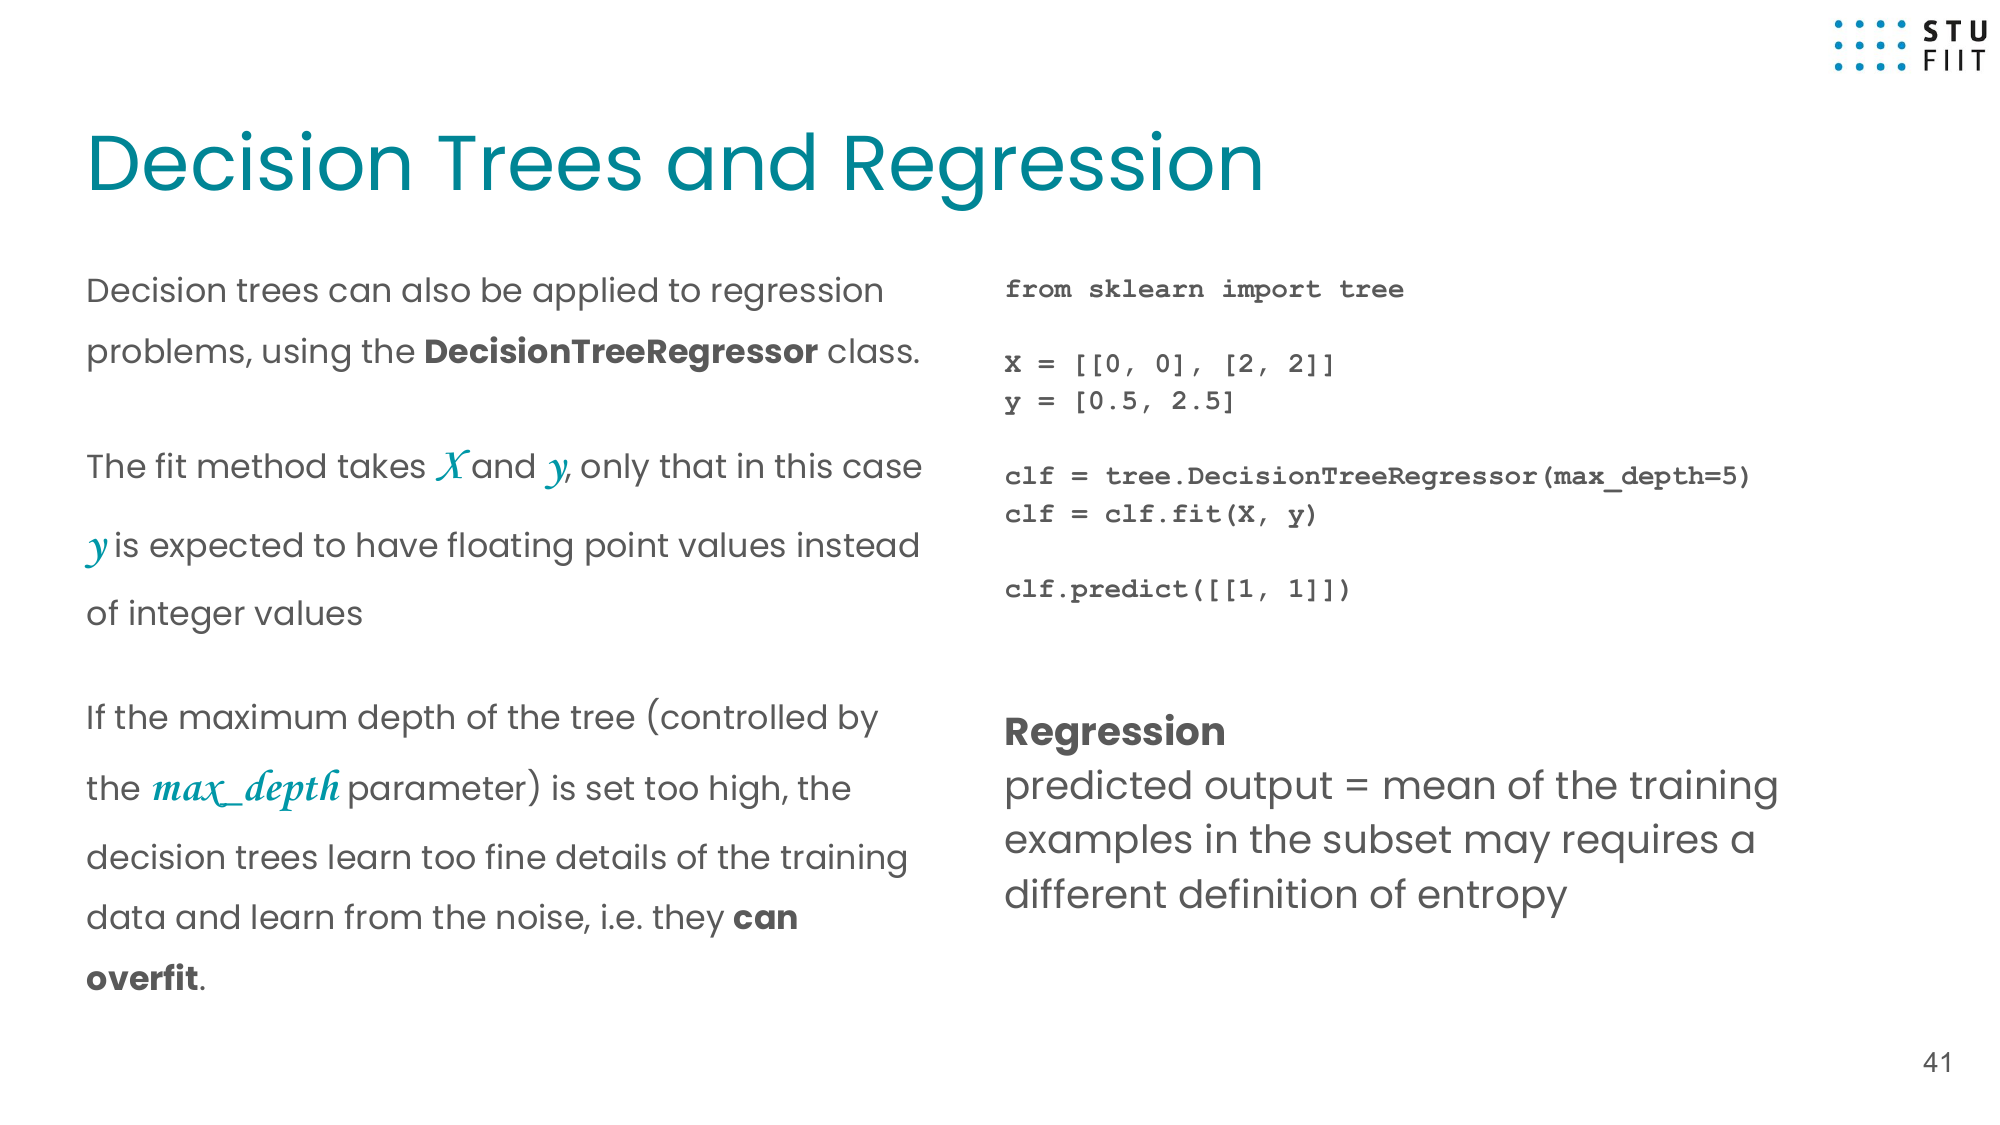 STU
FIIT
Decision Trees and Regression
Decision trees can also be applied to regression
problems, using the DecisionTreeRegressor class.
The fit method takes X and y, only that in this case
y is expected to have floating point values instead
of integer values
If the maximum depth of the tree (controlled by
the max_depth parameter) is set too high, the
decision trees learn too fine details of the training
data and learn from the noise, i.e. they can
overfit.
from sklearn import tree
X = [[0, 0], [2, 2]]
y = [0.5, 2.5]
clf = tree.DecisionTreeRegressor(max_depth=5)
clf = clf.fit(X, y)
clf.predict([[1, 1]])
Regression
predicted output = mean of the training
examples in the subset may requires a
different definition of entropy
41